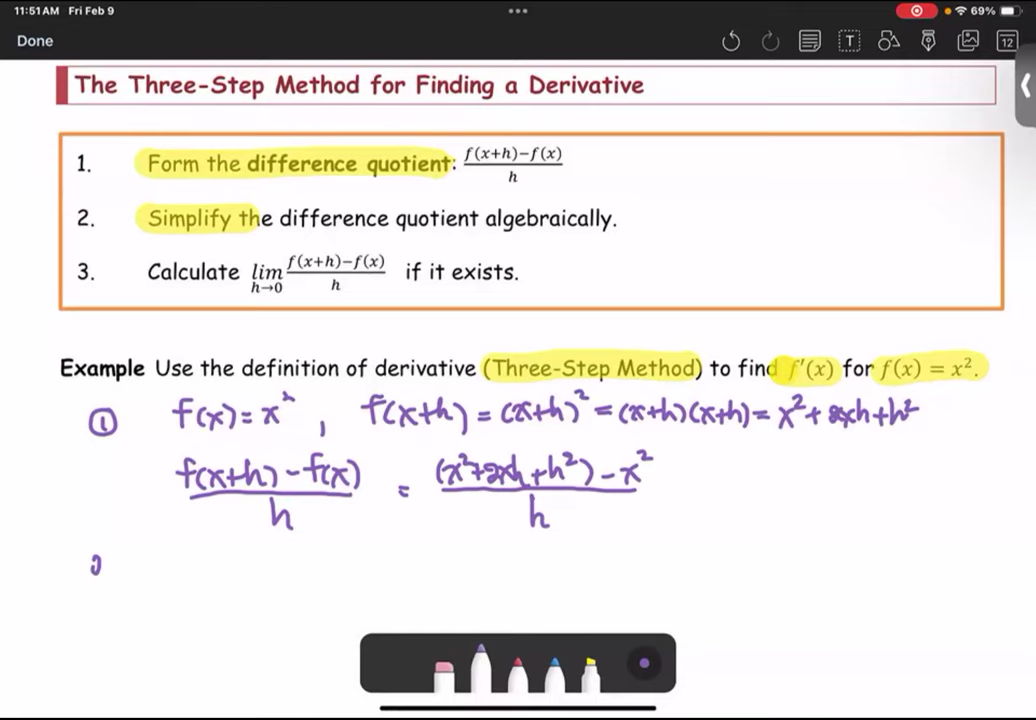 11:51 AM Fri Feb 9 69%
Done T 12
The Three-Step Method for Finding a Derivative
1. Form the difference quotient: f(x+h)−f(x) / h
2. Simplify the difference quotient algebraically.
3. Calculate lim h→0 f(x+h)−f(x) / h if it exists.
Example Use the definition of derivative (Three-Step Method) to find f′(x) for f(x) = x².
① f(x) = x², f(x+h) = (x+h)² = (x+h)(x+h) = x² + 2xh + h²
f(x+h) − f(x) / h = (x²+2xh+h²) − x² / h